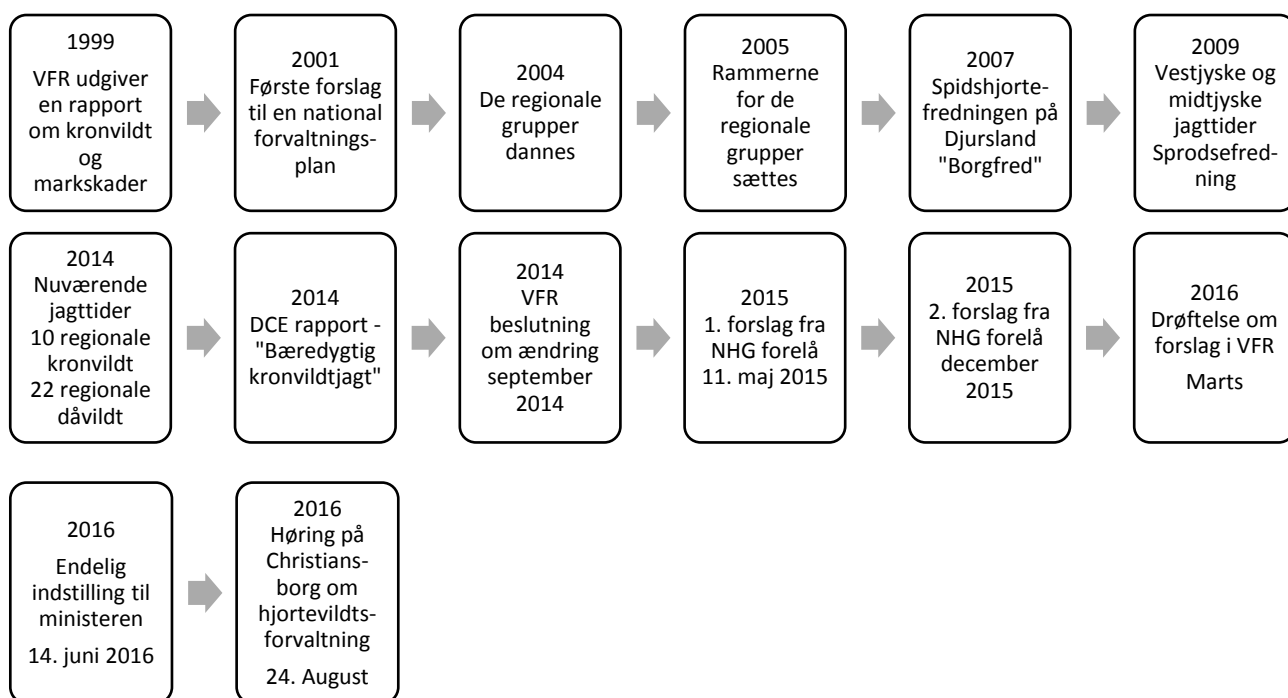 1999
VFR udgiver
en rapport
om kronvildt
og
markskader
2001
Første forslag
til en national
forvaltnings-
plan
2004
De regionale
grupper
dannes
2005
Rammerne
for de
regionale
grupper
sættes
2007
Spidshjorte-
fredningen på
Djursland
"Borgfred"
2009
Vestjyske og
midtjyske
jagttider
Sprodsefred-
ning
2014
Nuværende
jagttider
10 regionale
kronvildt
22 regionale
dåvildt
2014
DCE rapport -
"Bæredygtig
kronvildtjagt"
2014
VFR
beslutning
om ændring
september
2014
2015
1. forslag fra
NHG forelå
11. maj 2015
2015
2. forslag fra
NHG forelå
december
2015
2016
Drøftelse om
forslag i VFR
Marts
2016
Endelig
indstilling til
ministeren
14. juni 2016
2016
Høring på
Christians-
borg om
hjortevildts-
forvaltning
24. August